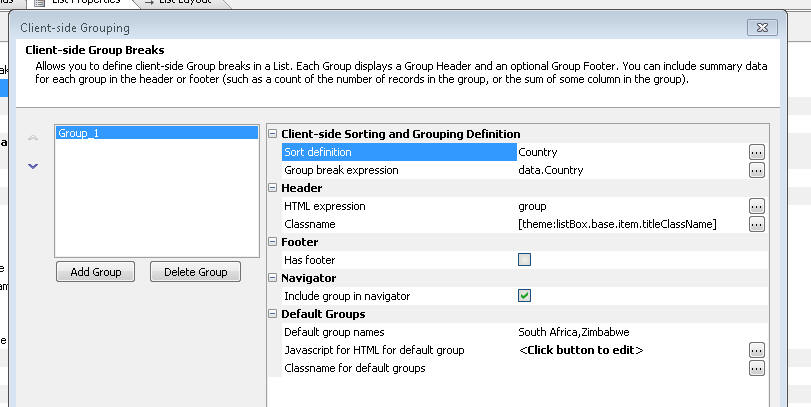 List Properties List Layout
Client-side Grouping
Client-side Group Breaks
Allows you to define client-side Group breaks in a List. Each Group displays a Group Header and an optional Group Footer. You can include summary data
for each group in the header or footer (such as a count of the number of records in the group, or the sum of some column in the group).
Group_1
Add Group Delete Group
Client-side Sorting and Grouping Definition
Sort definition Country ...
Group break expression data.Country ...
Header
HTML expression group ...
Classname [theme:listBox.base.item.titleClassName] ...
Footer
Has footer
Navigator
Include group in navigator
Default Groups
Default group names South Africa,Zimbabwe
Javascript for HTML for default group <Click button to edit> ...
Classname for default groups ...